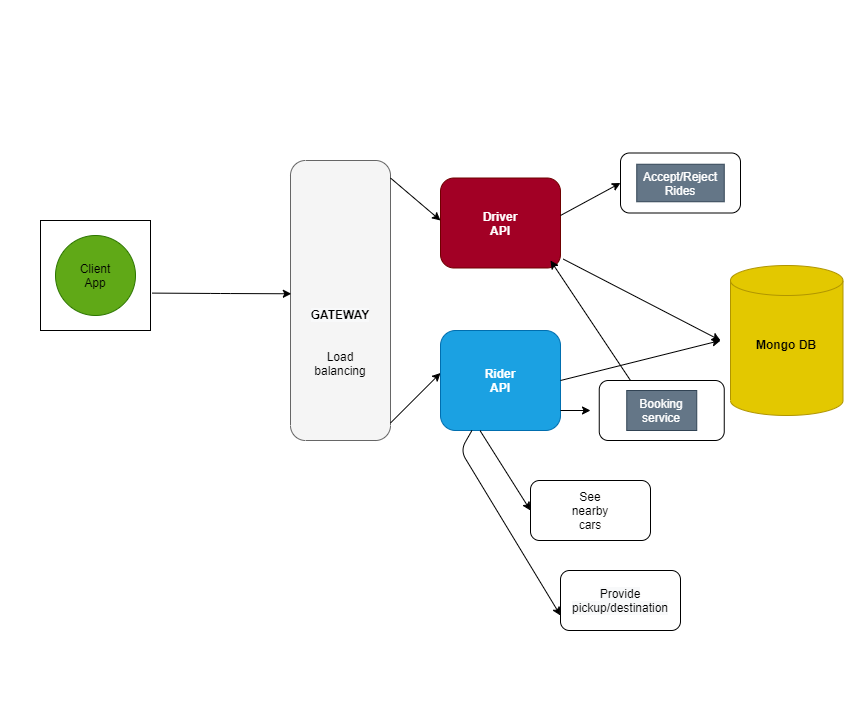 Client
App
GATEWAY
Load
balancing
Driver
API
Rider
API
Accept/Reject
Rides
Mongo DB
Booking
service
See
nearby
cars
Provide
pickup/destination